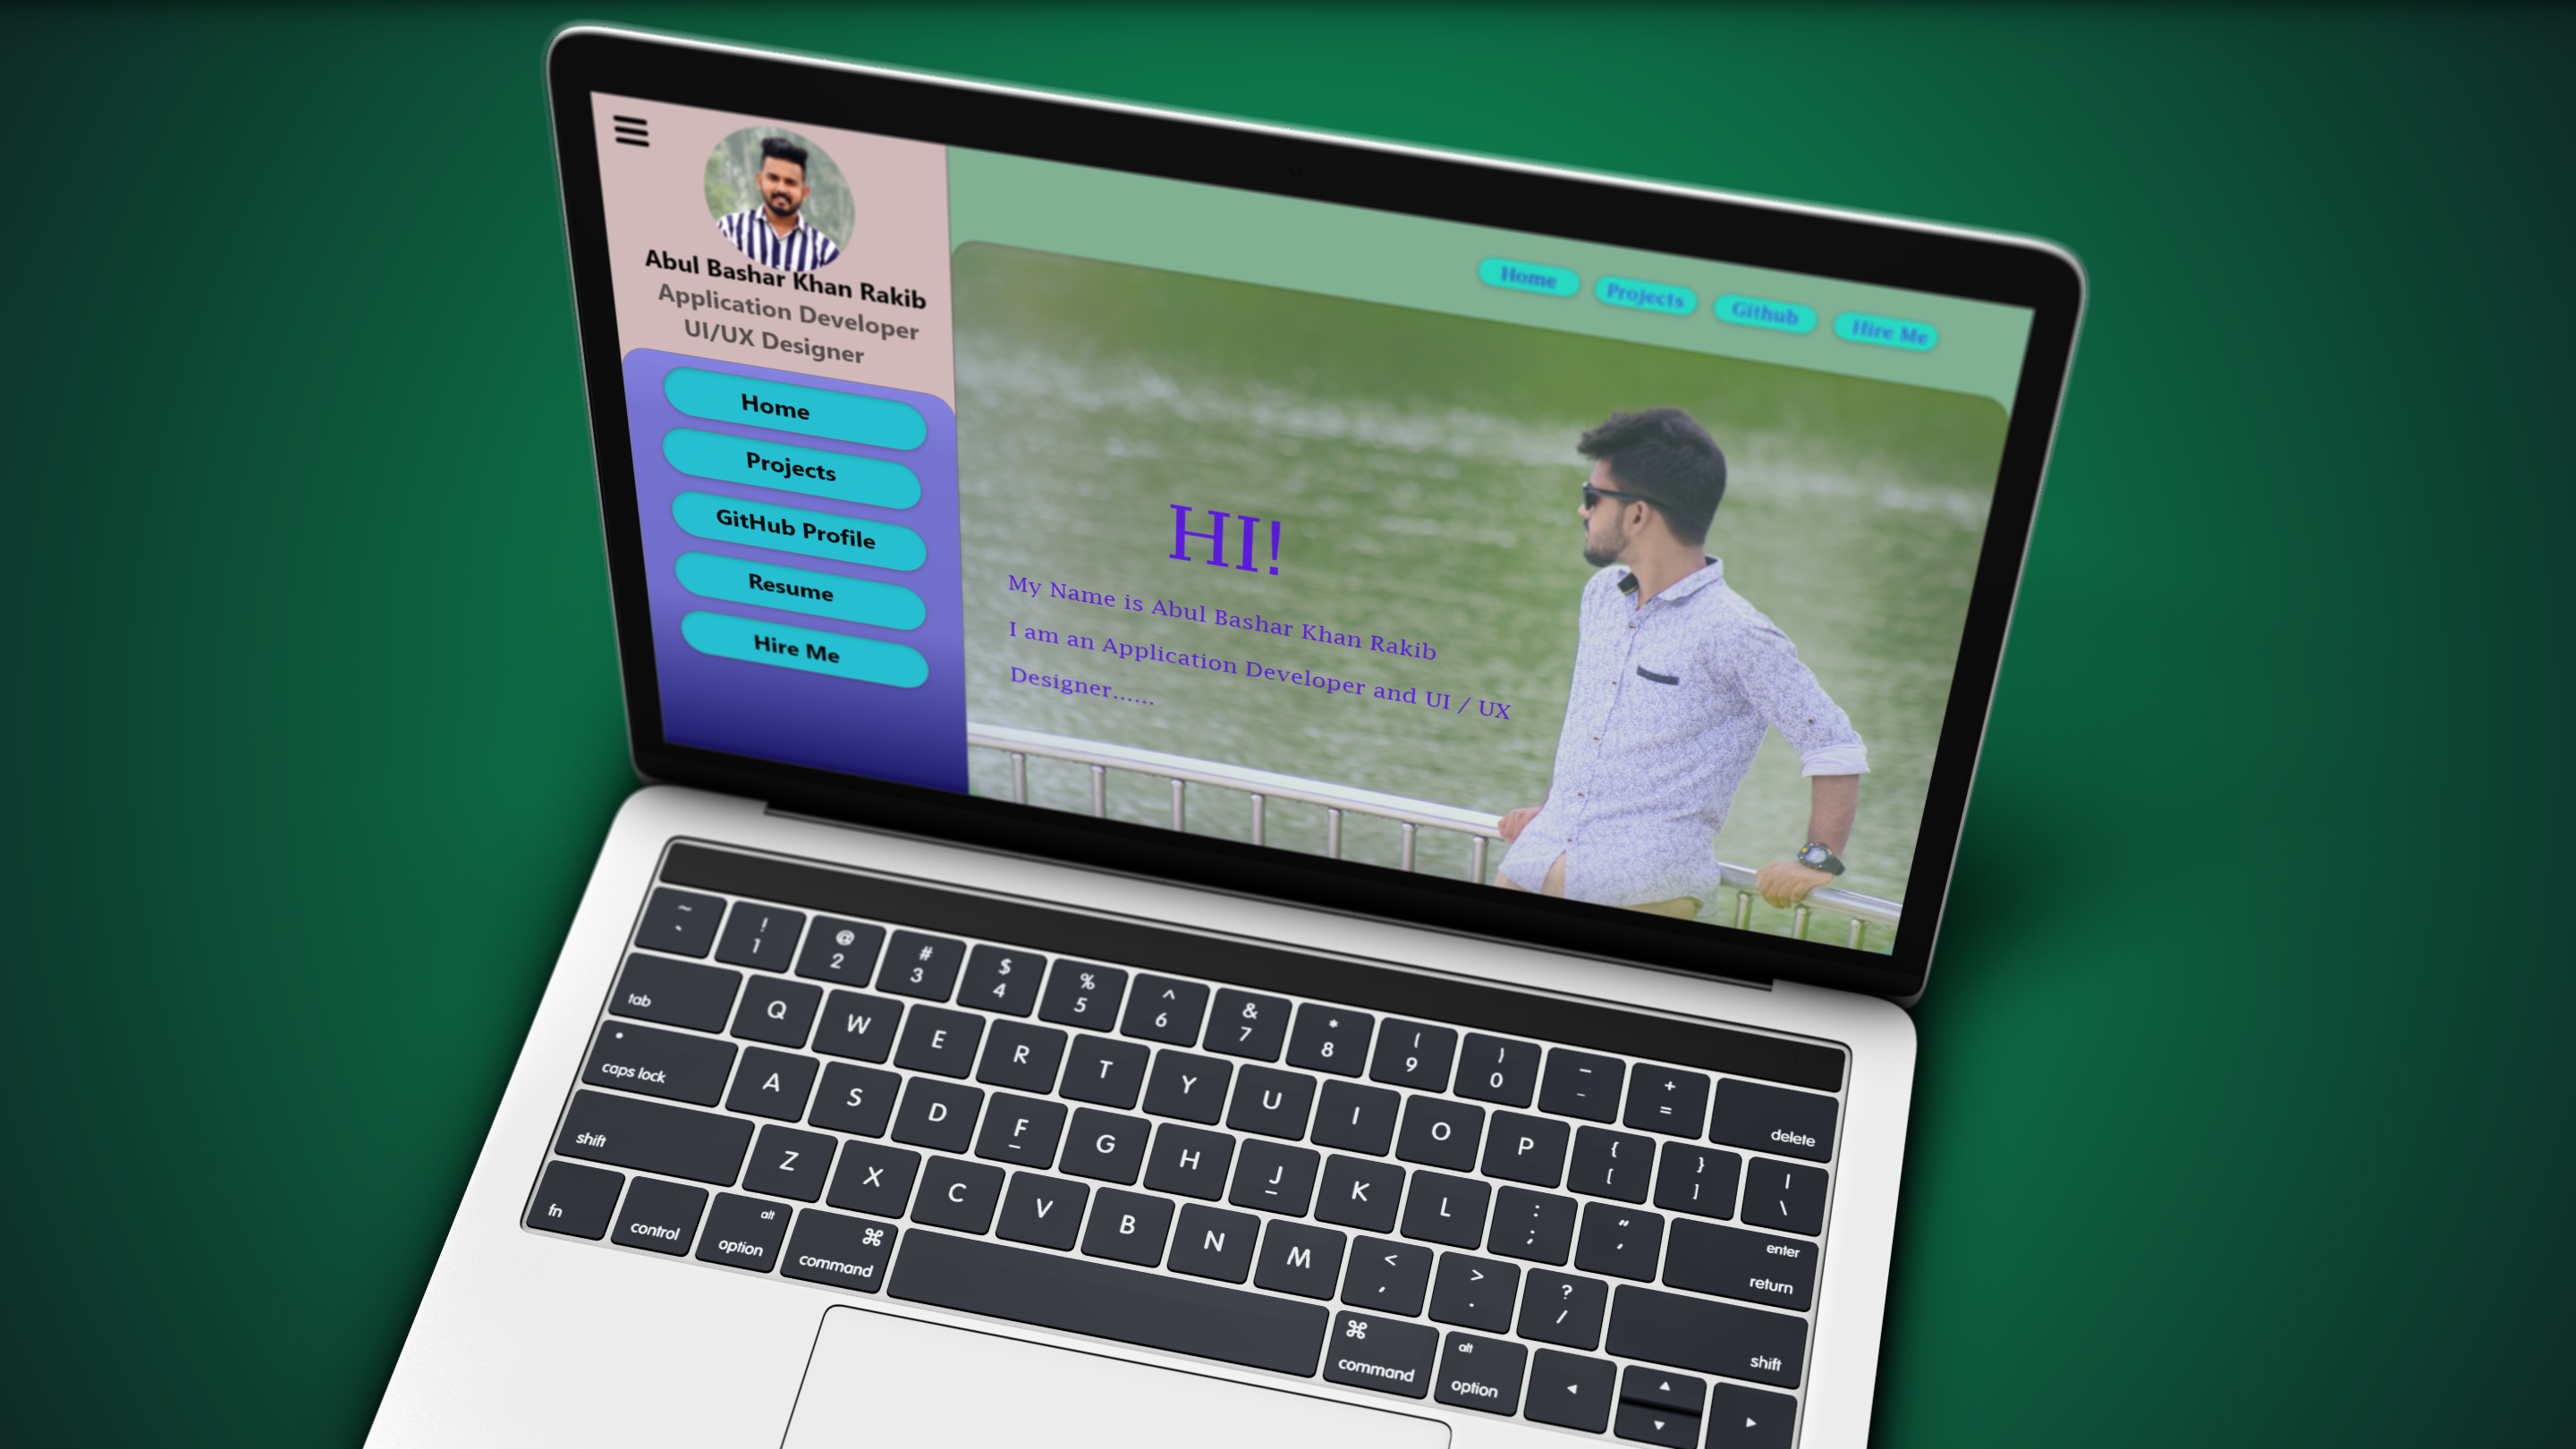 Abul Bashar Khan Rakib
Application Developer
UI/UX Designer
Home
Projects
GitHub Profile
Resume
Hire Me
Home
Projects
Github
Hire Me
HI!
My Name is Abul Bashar Khan Rakib
I am an Application Developer and UI / UX
Designer......
~ ! @ # $ % ^ & * ( ) – +
` 1 2 3 4 5 6 7 8 9 0 - = delete
tab Q W E R T Y U I O P { [ } ] | \
caps lock A S D F G H J K L : ; " ' enter return
shift Z X C V B N M < , > . ? / shift
fn control alt option ⌘ command ⌘ command alt option ◀ ▲ ▼ ▶